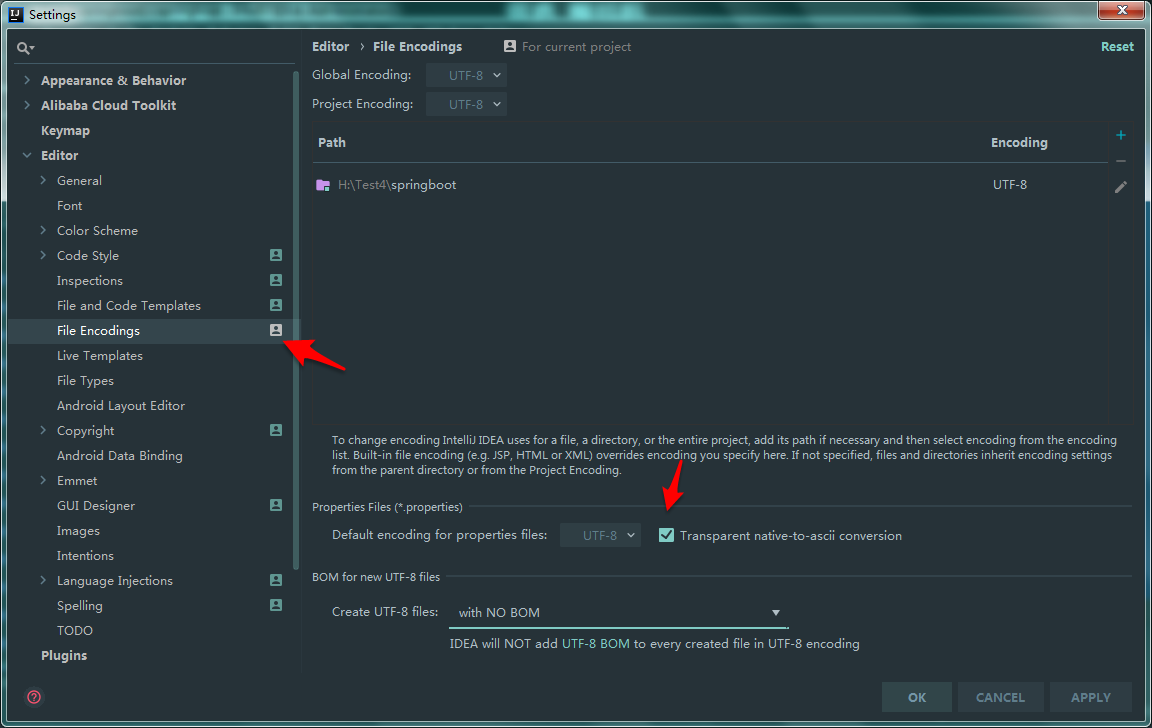 Settings
Editor › File Encodings
For current project
Reset
Appearance & Behavior
Alibaba Cloud Toolkit
Keymap
Editor
General
Font
Color Scheme
Code Style
Inspections
File and Code Templates
File Encodings
Live Templates
File Types
Android Layout Editor
Copyright
Android Data Binding
Emmet
GUI Designer
Images
Intentions
Language Injections
Spelling
TODO
Plugins
Global Encoding: UTF-8
Project Encoding: UTF-8
Path Encoding
H:\Test4\springboot UTF-8
To change encoding IntelliJ IDEA uses for a file, a directory, or the entire project, add its path if necessary and then select encoding from the encoding
list. Built-in file encoding (e.g. JSP, HTML or XML) overrides encoding you specify here. If not specified, files and directories inherit encoding settings
from the parent directory or from the Project Encoding.
Properties Files (*.properties)
Default encoding for properties files: UTF-8 Transparent native-to-ascii conversion
BOM for new UTF-8 files
Create UTF-8 files: with NO BOM
IDEA will NOT add UTF-8 BOM to every created file in UTF-8 encoding
OK CANCEL APPLY